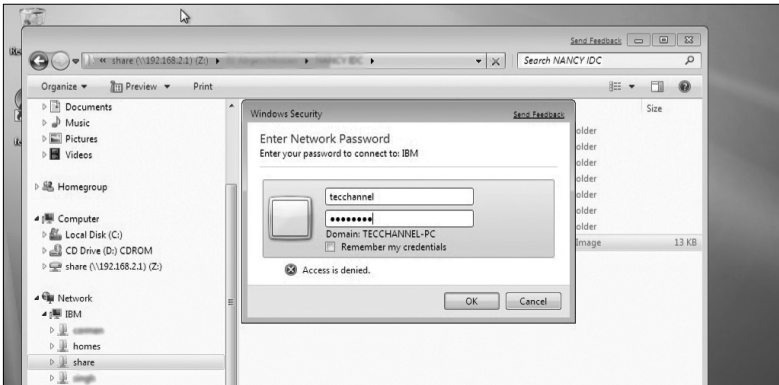 Send Feedback
share (\\192.168.2.1) (Z:)
NANCY IDC
Search NANCY IDC
Organize
Preview
Print
Documents
Music
Pictures
Videos
Homegroup
Computer
Local Disk (C:)
CD Drive (D:) CDROM
share (\\192.168.2.1) (Z:)
Network
IBM
homes
share
Size
older
older
older
older
older
older
older
Image 13 KB
Windows Security
Send Feedback
Enter Network Password
Enter your password to connect to: IBM
tecchannel
Domain: TECCHANNEL-PC
Remember my credentials
Access is denied.
OK
Cancel